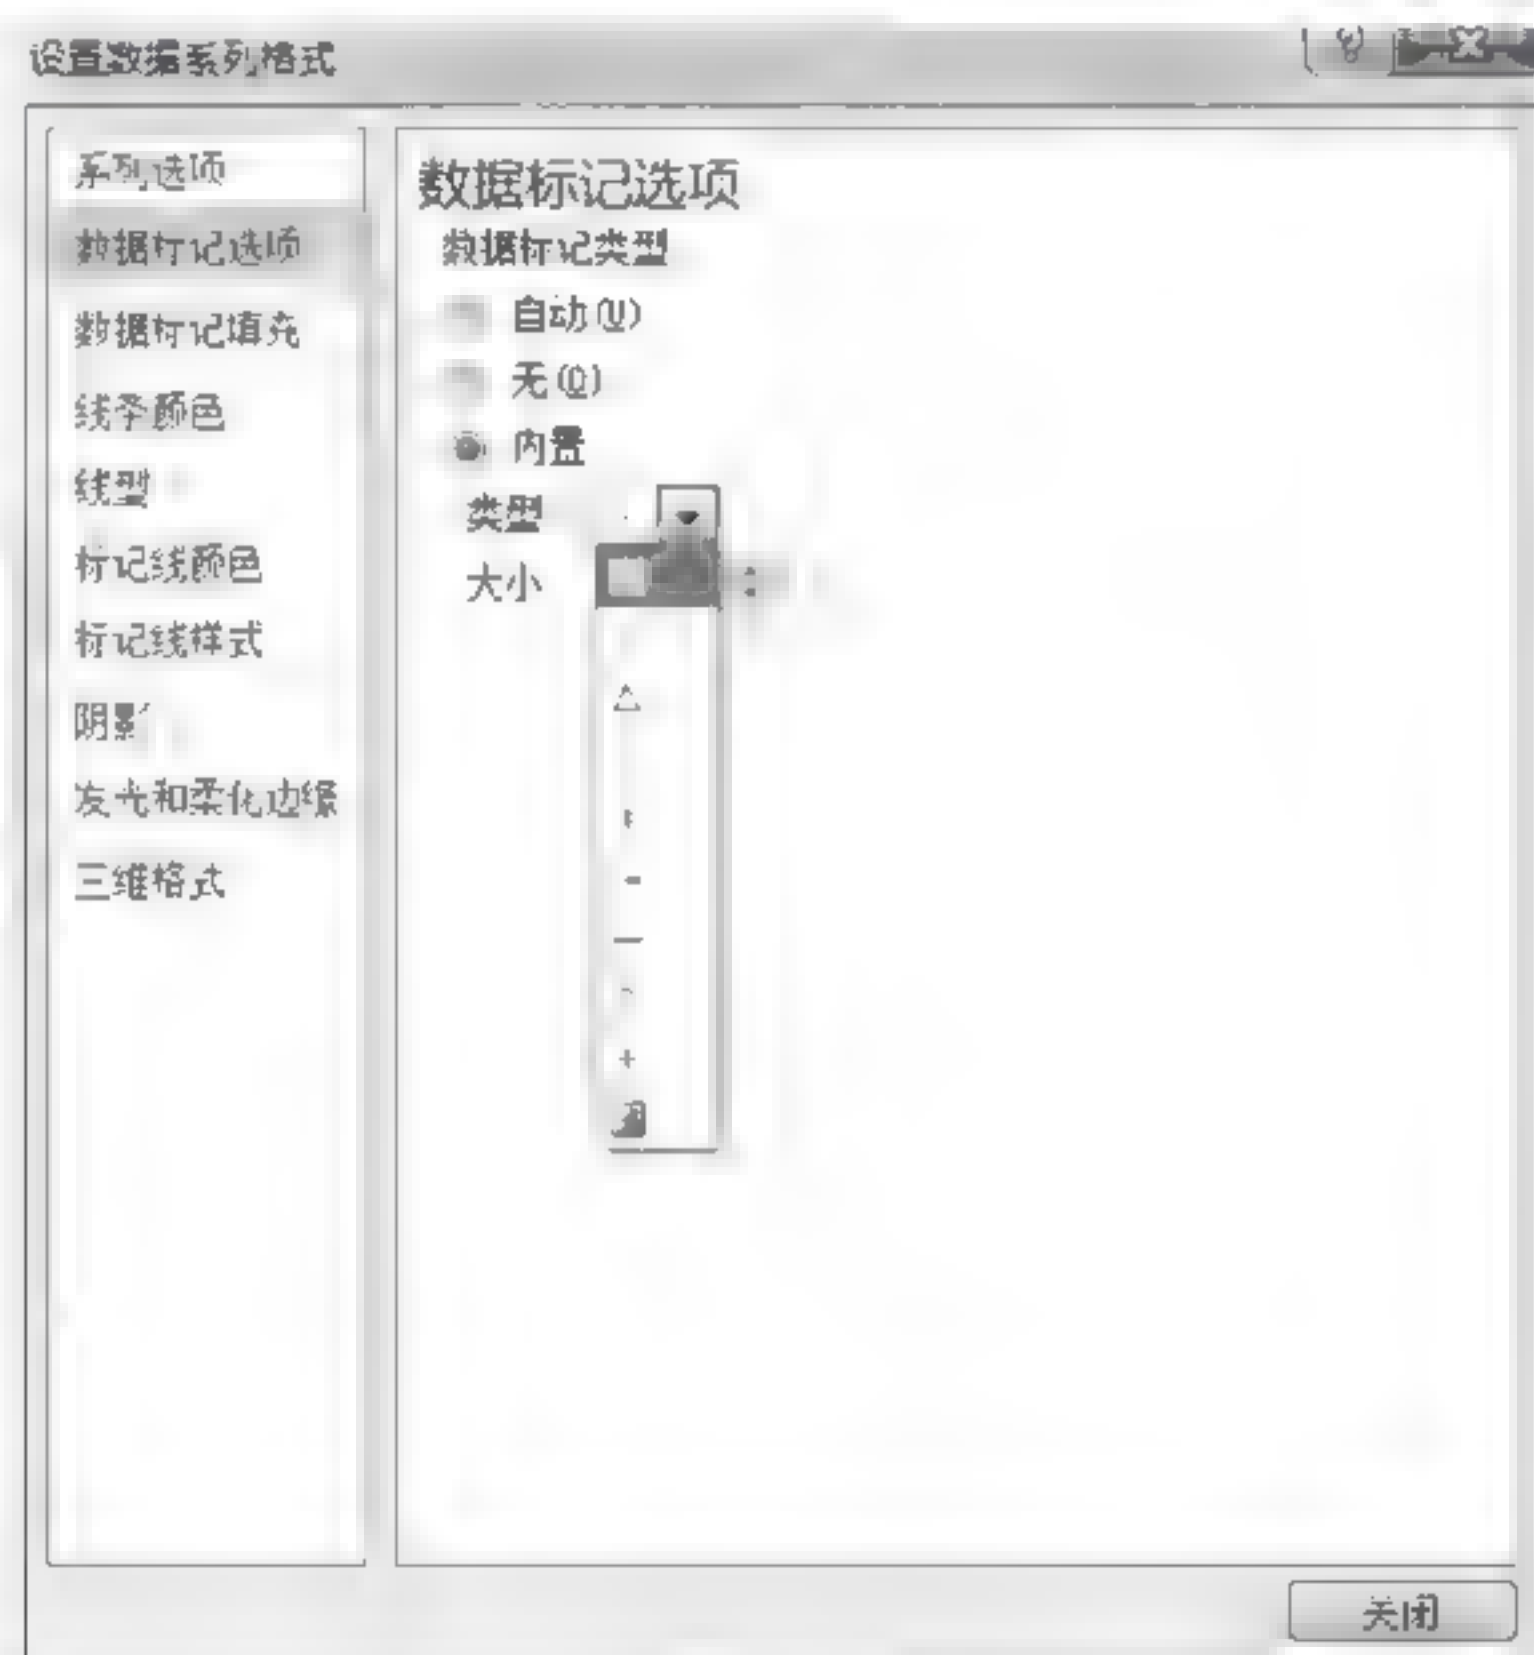 设置数据系列格式
系列选项
数据标记选项
数据标记填充
线条颜色
线型
标记线颜色
标记线样式
阴影
发光和柔化边缘
三维格式
数据标记选项
数据标记类型
自动(U)
无(O)
内置
类型
大小
关闭